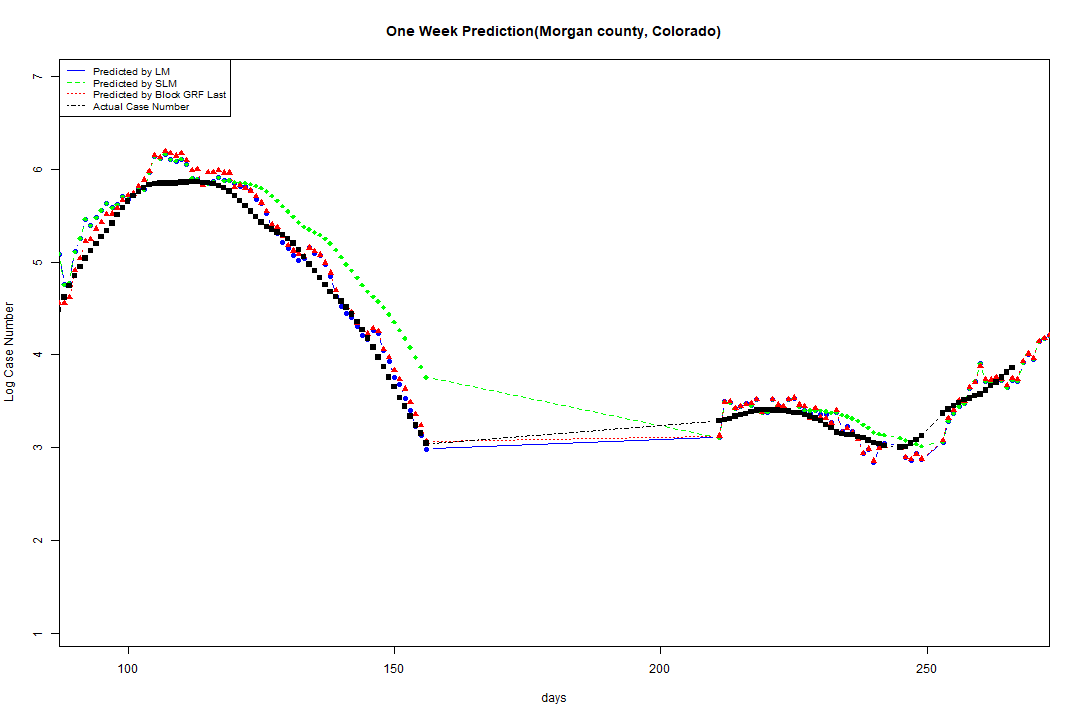 One Week Prediction(Morgan county, Colorado)
Predicted by LM
Predicted by SLM
Predicted by Block GRF Last
Actual Case Number
7
6
5
4
3
2
1
Log Case Number
100 150 200 250
days